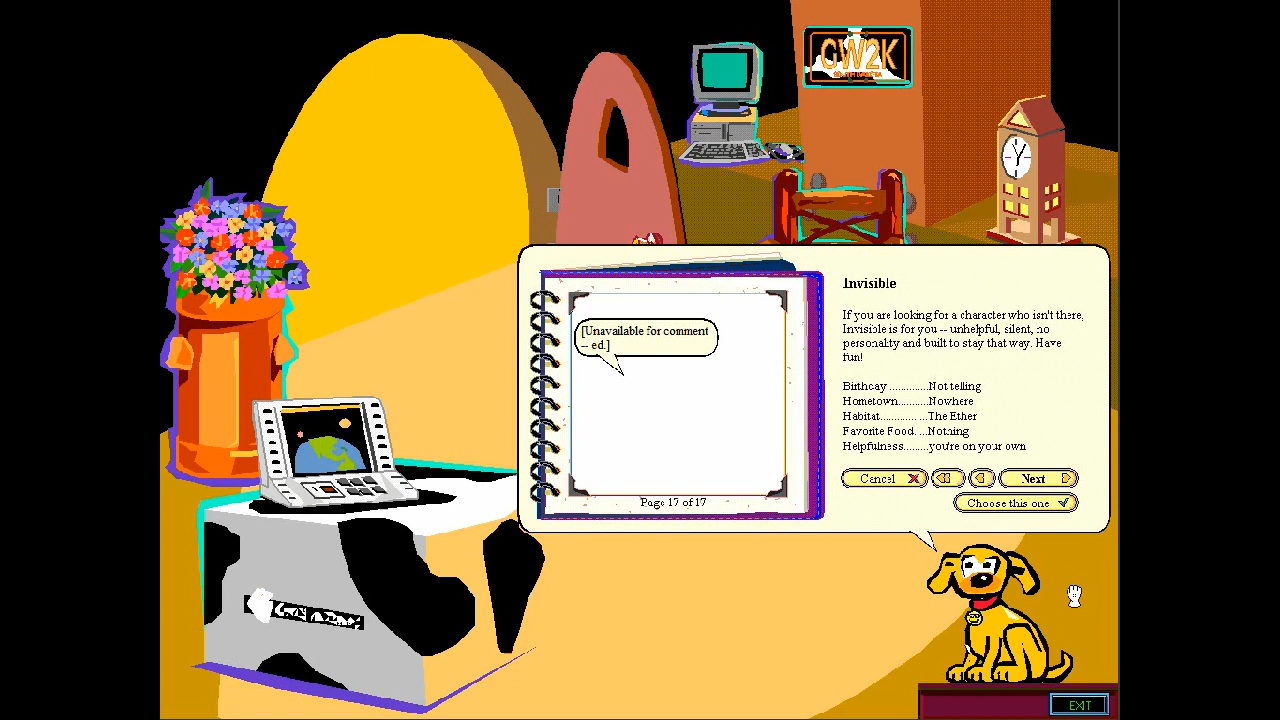 GW2K
[Unavailable for comment
-- ed.]
Page 17 of 17
Invisible
If you are looking for a character who isn't there,
Invisible is for you -- unhelpful, silent, no
personality and built to stay that way. Have
fun!
Birthday .............Not telling
Hometown..........Nowhere
Habitat................The Ether
Favorite Food....Nothing
Helpfulness.........you're on your own
Cancel
Next
Choose this one
EXIT